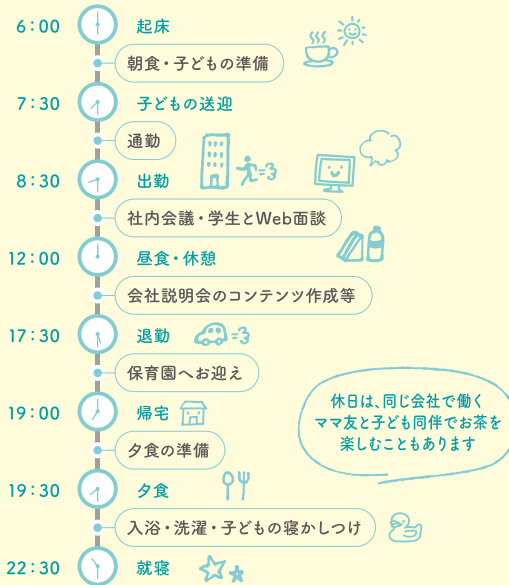 6:00 起床
朝食・子どもの準備
7:30 子どもの送迎
通勤
8:30 出勤
社内会議・学生とWeb面談
12:00 昼食・休憩
会社説明会のコンテンツ作成等
17:30 退勤
保育園へお迎え
19:00 帰宅
夕食の準備
19:30 夕食
入浴・洗濯・子どもの寝かしつけ
22:30 就寝
休日は、同じ会社で働く
ママ友と子ども同伴でお茶を
楽しむこともあります